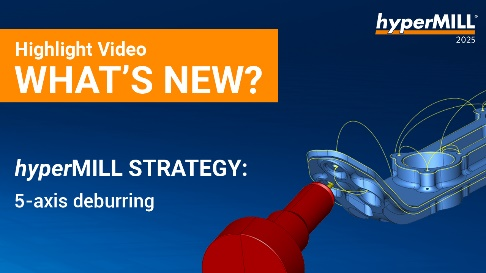 hyperMILL®
2025
Highlight Video
WHAT'S NEW?
hyperMILL STRATEGY:
5-axis deburring